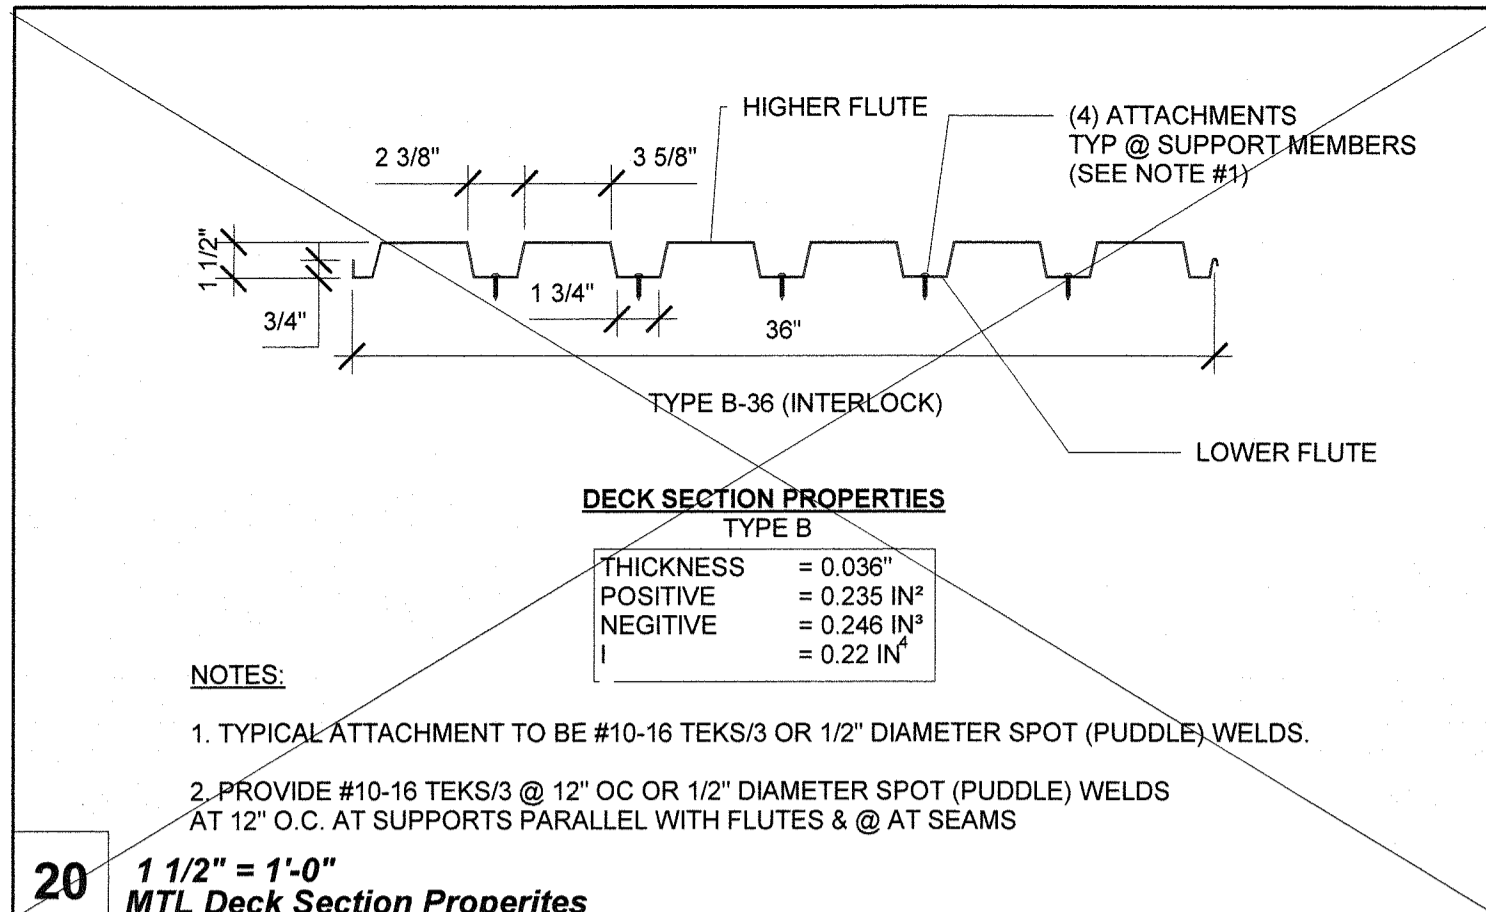 HIGHER FLUTE
(4) ATTACHMENTS
TYP @ SUPPORT MEMBERS
(SEE NOTE #1)
2 3/8"
3 5/8"
1 1/2"
3/4"
1 3/4"
36"
TYPE B-36 (INTERLOCK)
LOWER FLUTE
DECK SECTION PROPERTIES
TYPE B
THICKNESS = 0.036"
POSITIVE = 0.235 IN²
NEGITIVE = 0.246 IN³
I = 0.22 IN⁴
NOTES:
1. TYPICAL ATTACHMENT TO BE #10-16 TEKS/3 OR 1/2" DIAMETER SPOT (PUDDLE) WELDS.
2. PROVIDE #10-16 TEKS/3 @ 12" OC OR 1/2" DIAMETER SPOT (PUDDLE) WELDS
AT 12" O.C. AT SUPPORTS PARALLEL WITH FLUTES & @ AT SEAMS
20
1 1/2" = 1'-0"
MTL Deck Section Properites